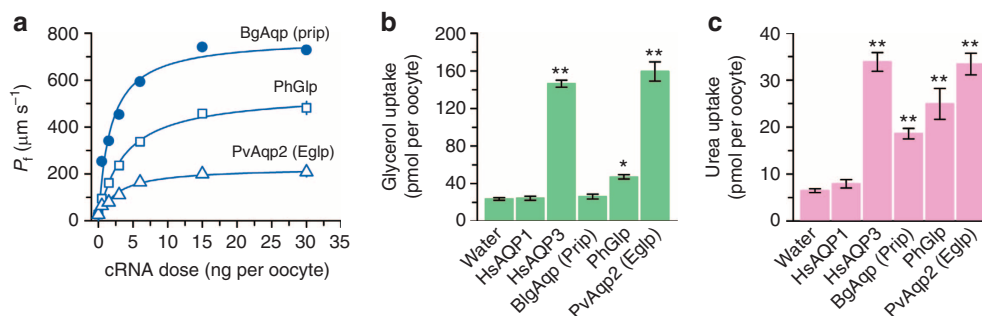 a
800
600
400
200
0
Pf (μm s⁻¹)
BgAqp (prip)
PhGlp
PvAqp2 (Eglp)
0 5 10 15 20 25 30 35
cRNA dose (ng per oocyte)
b
200
160
120
80
40
0
Glycerol uptake
(pmol per oocyte)
**
*
**
Water
HsAQP1
HsAQP3
BlgAqp (Prip)
PhGlp
PvAqp2 (Eglp)
c
40
30
20
10
0
Urea uptake
(pmol per oocyte)
**
**
**
**
Water
HsAQP1
HsAQP3
BgAqp (Prip)
PhGlp
PvAqp2 (Eglp)